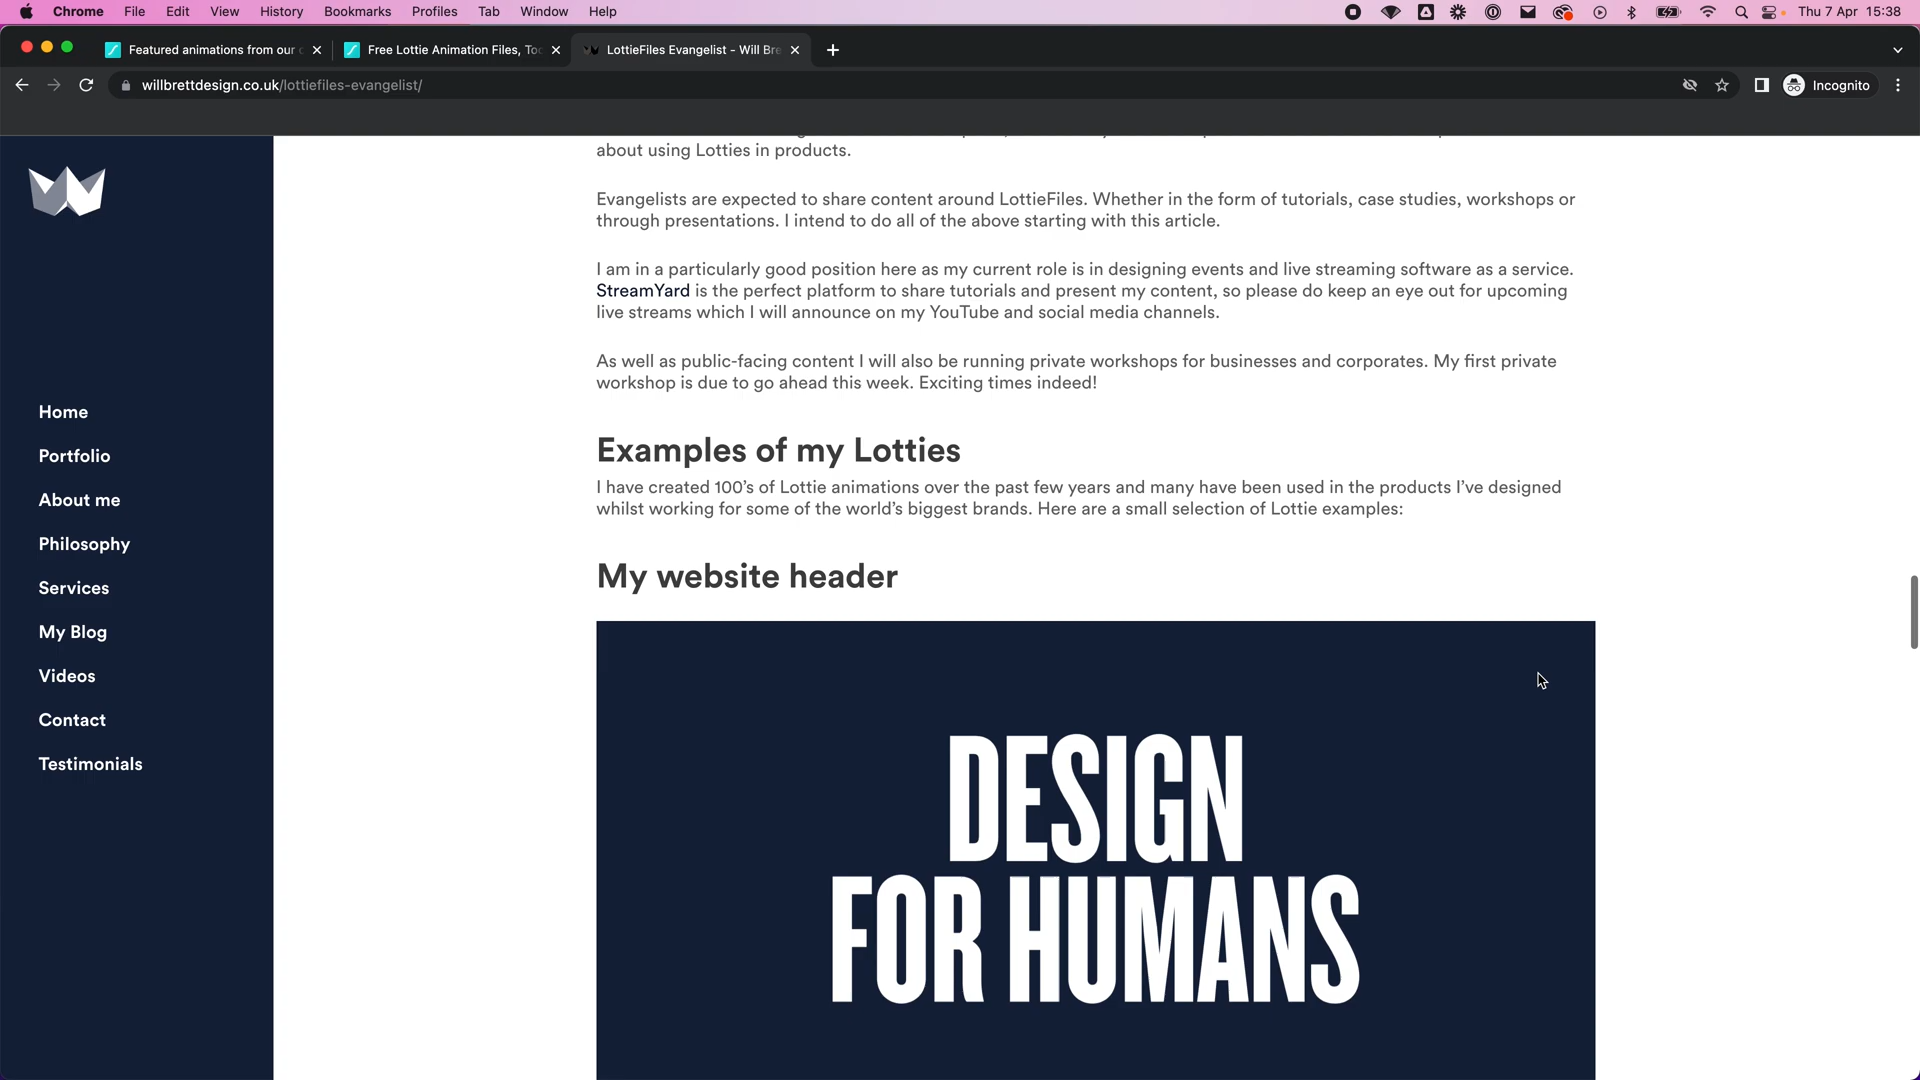 Chrome File Edit View History Bookmarks Profiles Tab Window Help Thu 7 Apr 15:38
Featured animations from our Free Lottie Animation Files, Too LottieFiles Evangelist - Will Bre
willbrettdesign.co.uk/lottiefiles-evangelist/ Incognito
about using Lotties in products.
Evangelists are expected to share content around LottieFiles. Whether in the form of tutorials, case studies, workshops or
through presentations. I intend to do all of the above starting with this article.
I am in a particularly good position here as my current role is in designing events and live streaming software as a service.
StreamYard is the perfect platform to share tutorials and present my content, so please do keep an eye out for upcoming
live streams which I will announce on my YouTube and social media channels.
As well as public-facing content I will also be running private workshops for businesses and corporates. My first private
workshop is due to go ahead this week. Exciting times indeed!
Home
Portfolio
About me
Philosophy
Services
My Blog
Videos
Contact
Testimonials
Examples of my Lotties
I have created 100’s of Lottie animations over the past few years and many have been used in the products I’ve designed
whilst working for some of the world’s biggest brands. Here are a small selection of Lottie examples:
My website header
DESIGN
FOR HUMANS